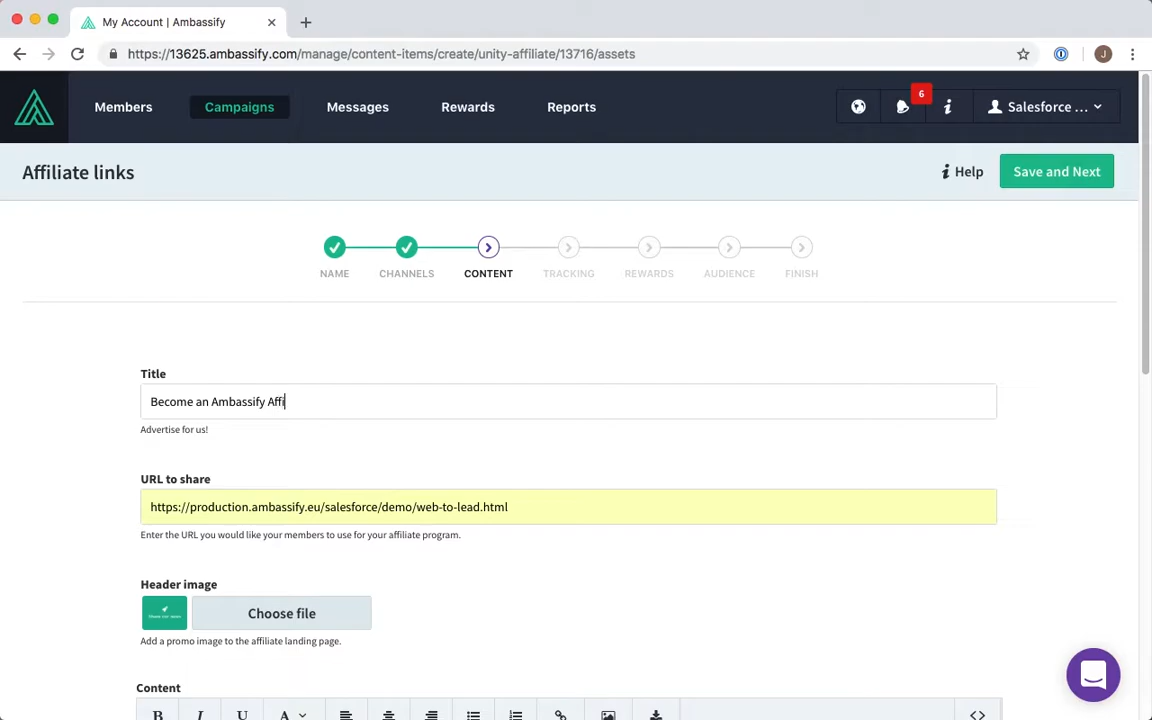 My Account | Ambassify
https://13625.ambassify.com/manage/content-items/create/unity-affiliate/13716/assets
J
Members Campaigns Messages Rewards Reports 6 Salesforce ...
Affiliate links Help Save and Next
NAME CHANNELS CONTENT TRACKING REWARDS AUDIENCE FINISH
Title
Become an Ambassify Affi
Advertise for us!
URL to share
https://production.ambassify.eu/salesforce/demo/web-to-lead.html
Enter the URL you would like your members to use for your affiliate program.
Header image
Choose file
Add a promo image to the affiliate landing page.
Content
B I U A